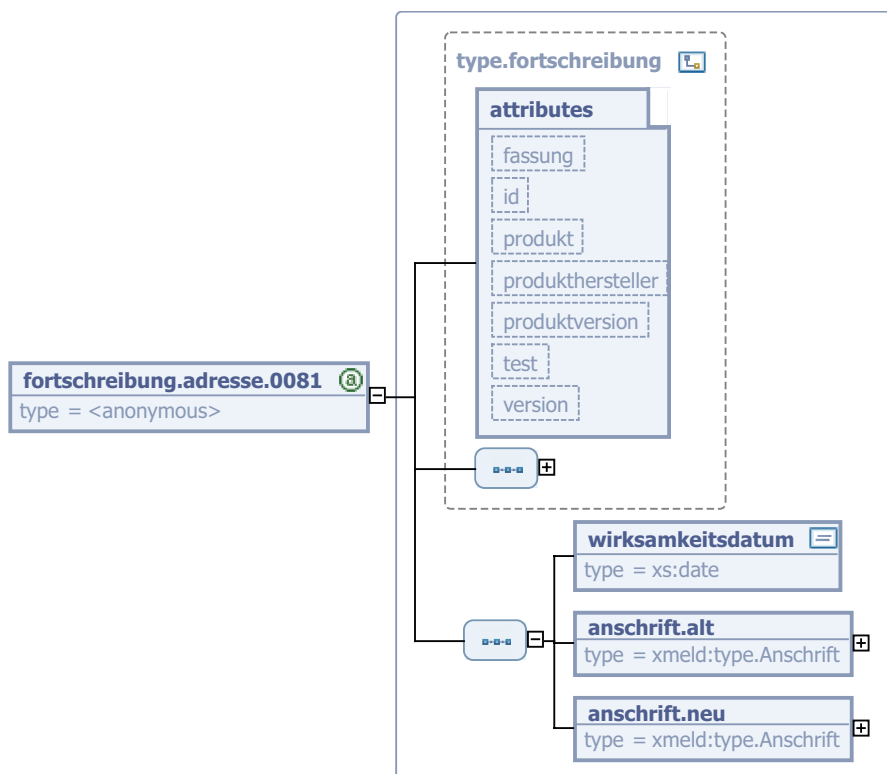 type.fortschreibung
attributes
fassung
id
produkt
produkthersteller
produktversion
test
version
fortschreibung.adresse.0081 @
type = <anonymous>
wirksamkeitsdatum
type = xs:date
anschrift.alt
type = xmeld:type.Anschrift
anschrift.neu
type = xmeld:type.Anschrift